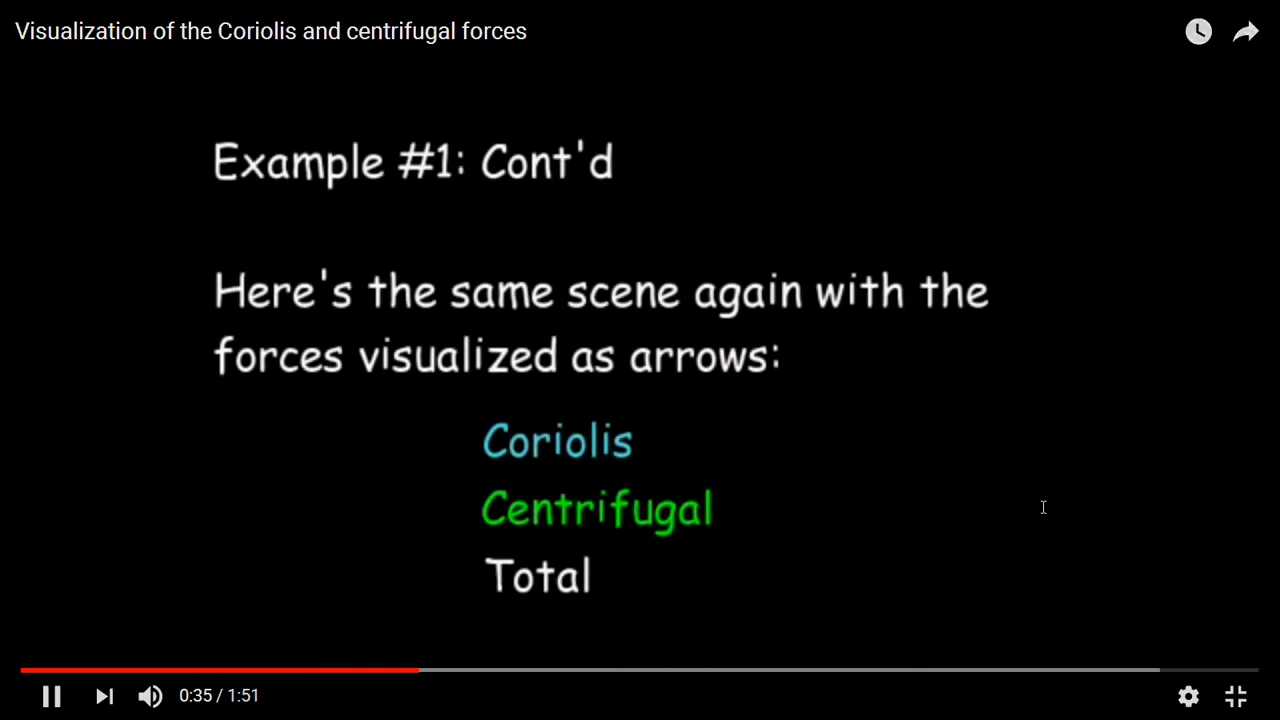 Visualization of the Coriolis and centrifugal forces
Example #1: Cont'd
Here's the same scene again with the
forces visualized as arrows:
Coriolis
Centrifugal
Total
0:35 / 1:51